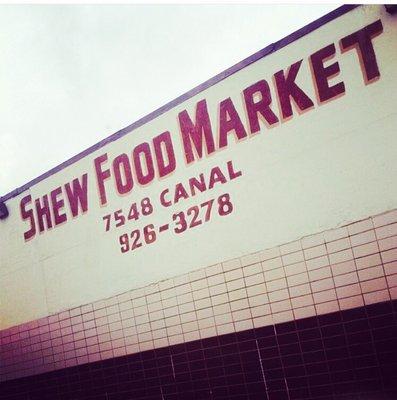 SHEW FOOD MARKET
7548 CANAL
926-3278